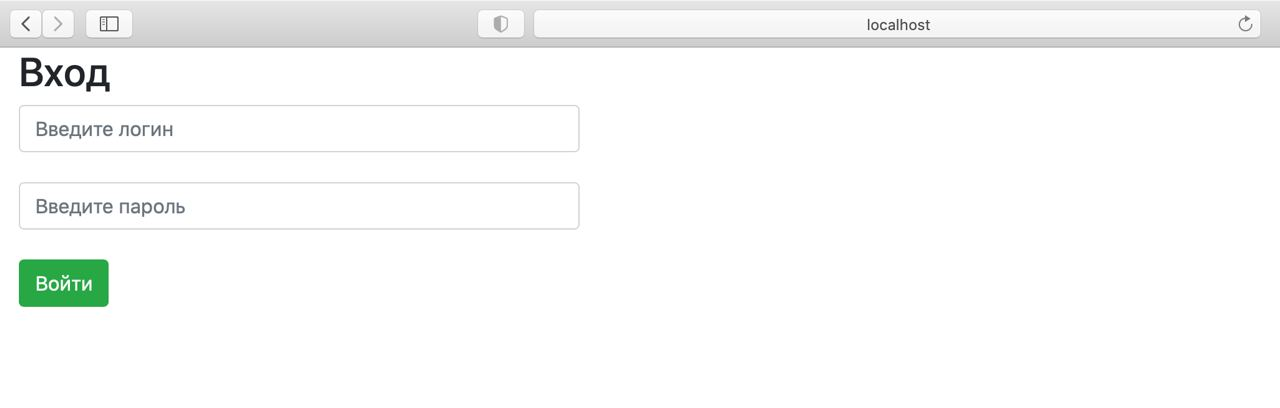 localhost
Вход
Введите логин
Введите пароль
Войти